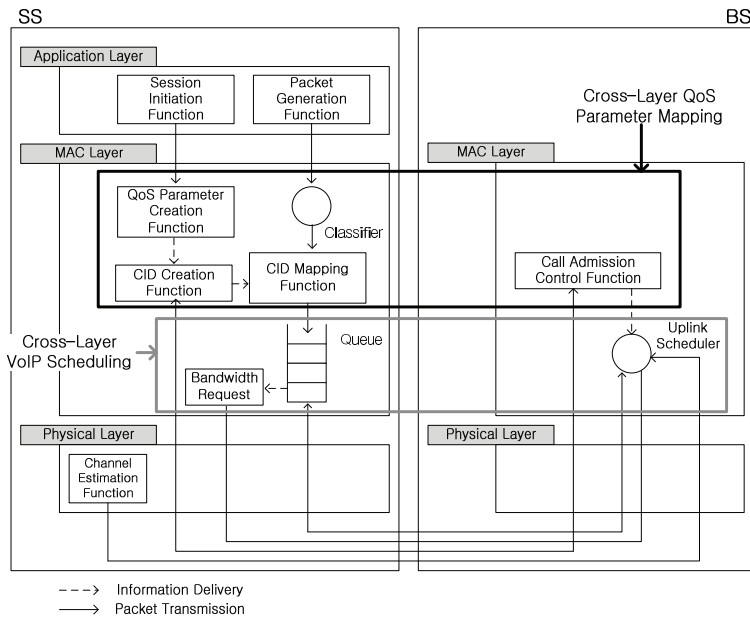 SS
BS
Application Layer
Session
Initiation
Function
Packet
Generation
Function
Cross-Layer QoS
Parameter Mapping
MAC Layer
MAC Layer
QoS Parameter
Creation
Function
Classifier
CID Creation
Function
CID Mapping
Function
Call Admission
Control Function
Cross-Layer
VoIP Scheduling
Queue
Uplink
Scheduler
Bandwidth
Request
Physical Layer
Physical Layer
Channel
Estimation
Function
Information Delivery
Packet Transmission